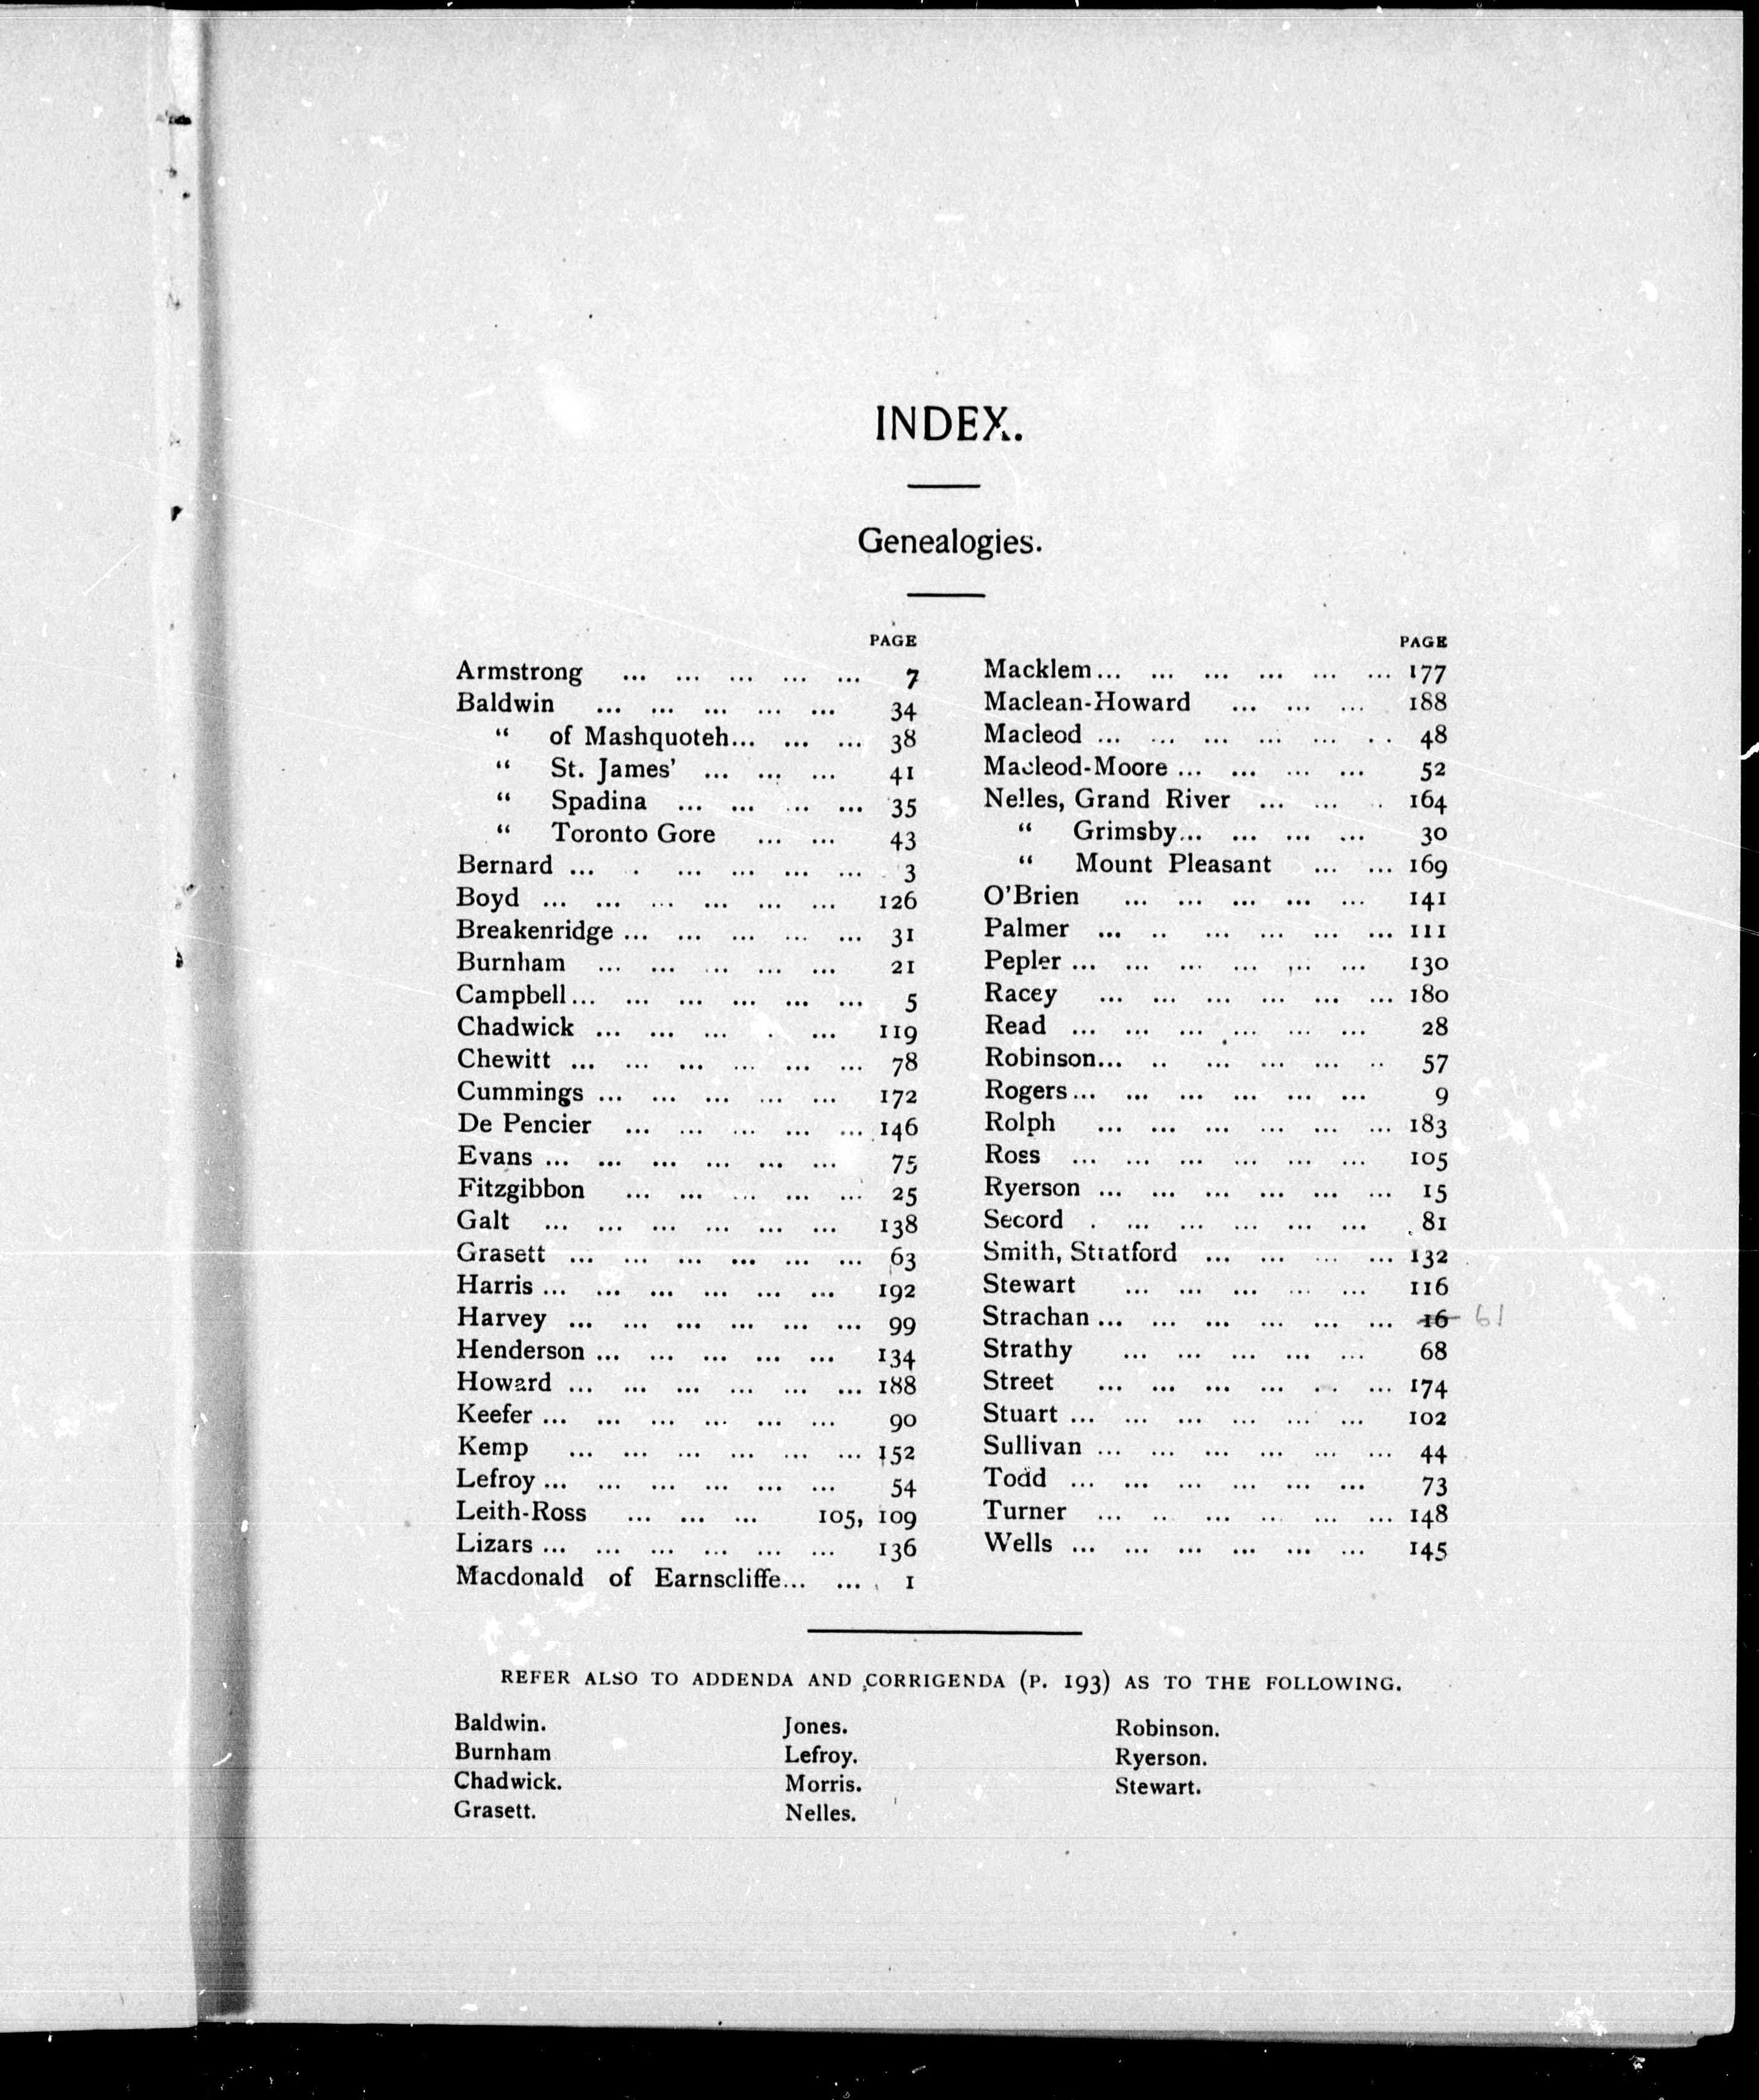 INDEX.
Genealogies.
PAGE
Armstrong ... ... ... ... ... 7
Baldwin ... ... ... ... ... 34
“ of Mashquoteh... ... ... 38
“ St. James' ... ... ... 41
“ Spadina ... ... ... ... 35
“ Toronto Gore ... ... 43
Bernard ... . ... ... ... ... 3
Boyd ... ... ... ... ... ... 126
Breakenridge ... ... ... ... ... 31
Burnham ... ... ... ... ... 21
Campbell... ... ... ... ... ... 5
Chadwick ... ... ... . ... 119
Chewitt ... ... ... ... ... ... 78
Cummings ... ... ... ... ... 172
De Pencier ... ... ... ... ... 146
Evans ... ... ... ... ... ... 75
Fitzgibbon ... ... ... ... ... 25
Galt ... ... ... ... ... ... 138
Grasett ... ... ... ... ... ... 63
Harris ... ... ... ... ... ... 192
Harvey ... ... ... ... ... ... 99
Henderson ... ... ... ... ... 134
Howard ... ... ... ... ... ... 188
Keefer ... ... ... ... ... ... 90
Kemp ... ... ... ... ... ... 152
Lefroy ... ... ... ... ... ... 54
Leith-Ross ... ... ... 105, 109
Lizars ... ... ... ... ... ... 136
Macdonald of Earnscliffe... ... 1
PAGE
Macklem ... ... ... ... ... ... 177
Maclean-Howard ... ... ... 188
Macleod ... ... ... ... ... . . 48
Macleod-Moore ... ... ... ... 52
Nelles, Grand River ... ... . 164
“ Grimsby... ... ... ... 30
“ Mount Pleasant ... ... 169
O'Brien ... ... ... ... ... 141
Palmer ... .. ... ... ... ... 111
Pepler ... ... ... ... ... ... 130
Racey ... ... ... ... ... ... 180
Read ... ... ... ... ... ... 28
Robinson... .. ... ... ... .. 57
Rogers ... ... ... ... ... ... 9
Rolph ... ... ... ... ... ... 183
Ross ... ... ... ... ... ... 105
Ryerson ... ... ... ... ... ... 15
Secord . ... ... ... ... ... 81
Smith, Stratford ... ... ... ... 132
Stewart ... ... ... ... ... 116
Strachan ... ... ... ... ... ... 16 61
Strathy ... ... ... ... ... 68
Street ... ... ... ... ... ... 174
Stuart ... ... ... ... ... ... 102
Sullivan ... ... ... ... ... ... 44
Todd ... ... ... ... ... ... 73
Turner ... ... ... ... ... ... 148
Wells ... ... ... ... ... ... 145
REFER ALSO TO ADDENDA AND CORRIGENDA (P. 193) AS TO THE FOLLOWING.
Baldwin.
Burnham
Chadwick.
Grasett.
Jones.
Lefroy.
Morris.
Nelles.
Robinson.
Ryerson.
Stewart.